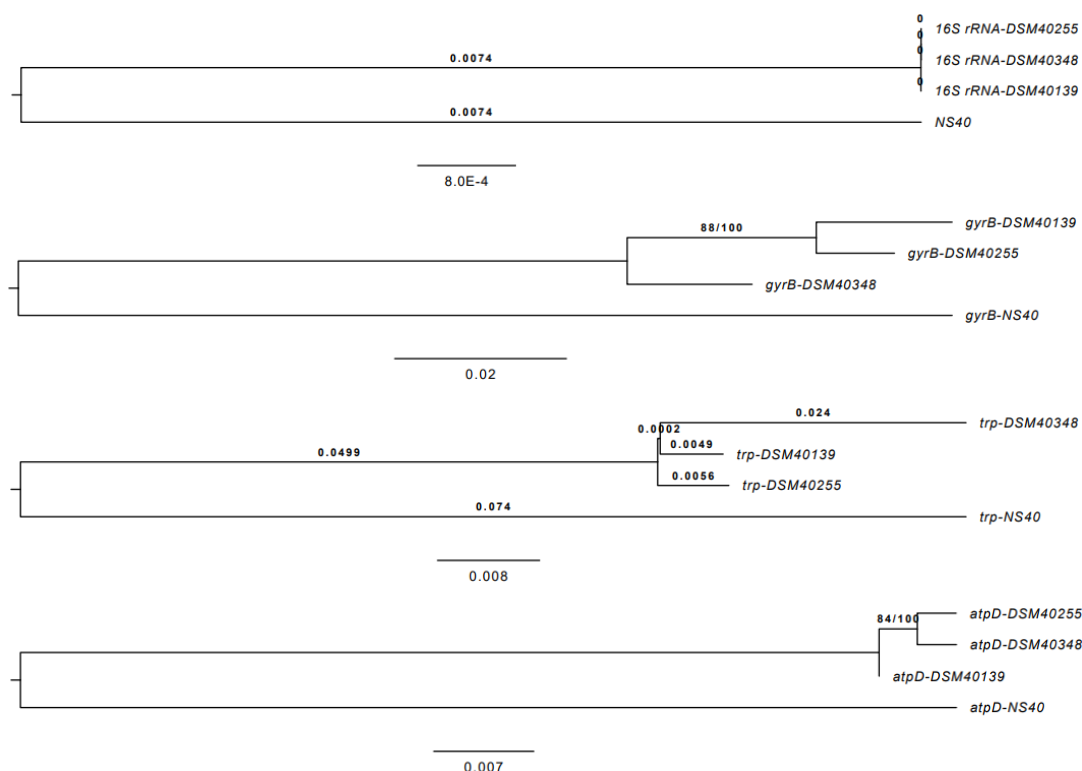 0
16S rRNA-DSM40255
0
0.0074
0
16S rRNA-DSM40348
0
16S rRNA-DSM40139
0.0074
NS40
8.0E-4
gyrB-DSM40139
88/100
gyrB-DSM40255
gyrB-DSM40348
gyrB-NS40
0.02
0.024
trp-DSM40348
0.0002
0.0049
trp-DSM40139
0.0499
0.0056
trp-DSM40255
0.074
trp-NS40
0.008
atpD-DSM40255
84/100
atpD-DSM40348
atpD-DSM40139
atpD-NS40
0.007